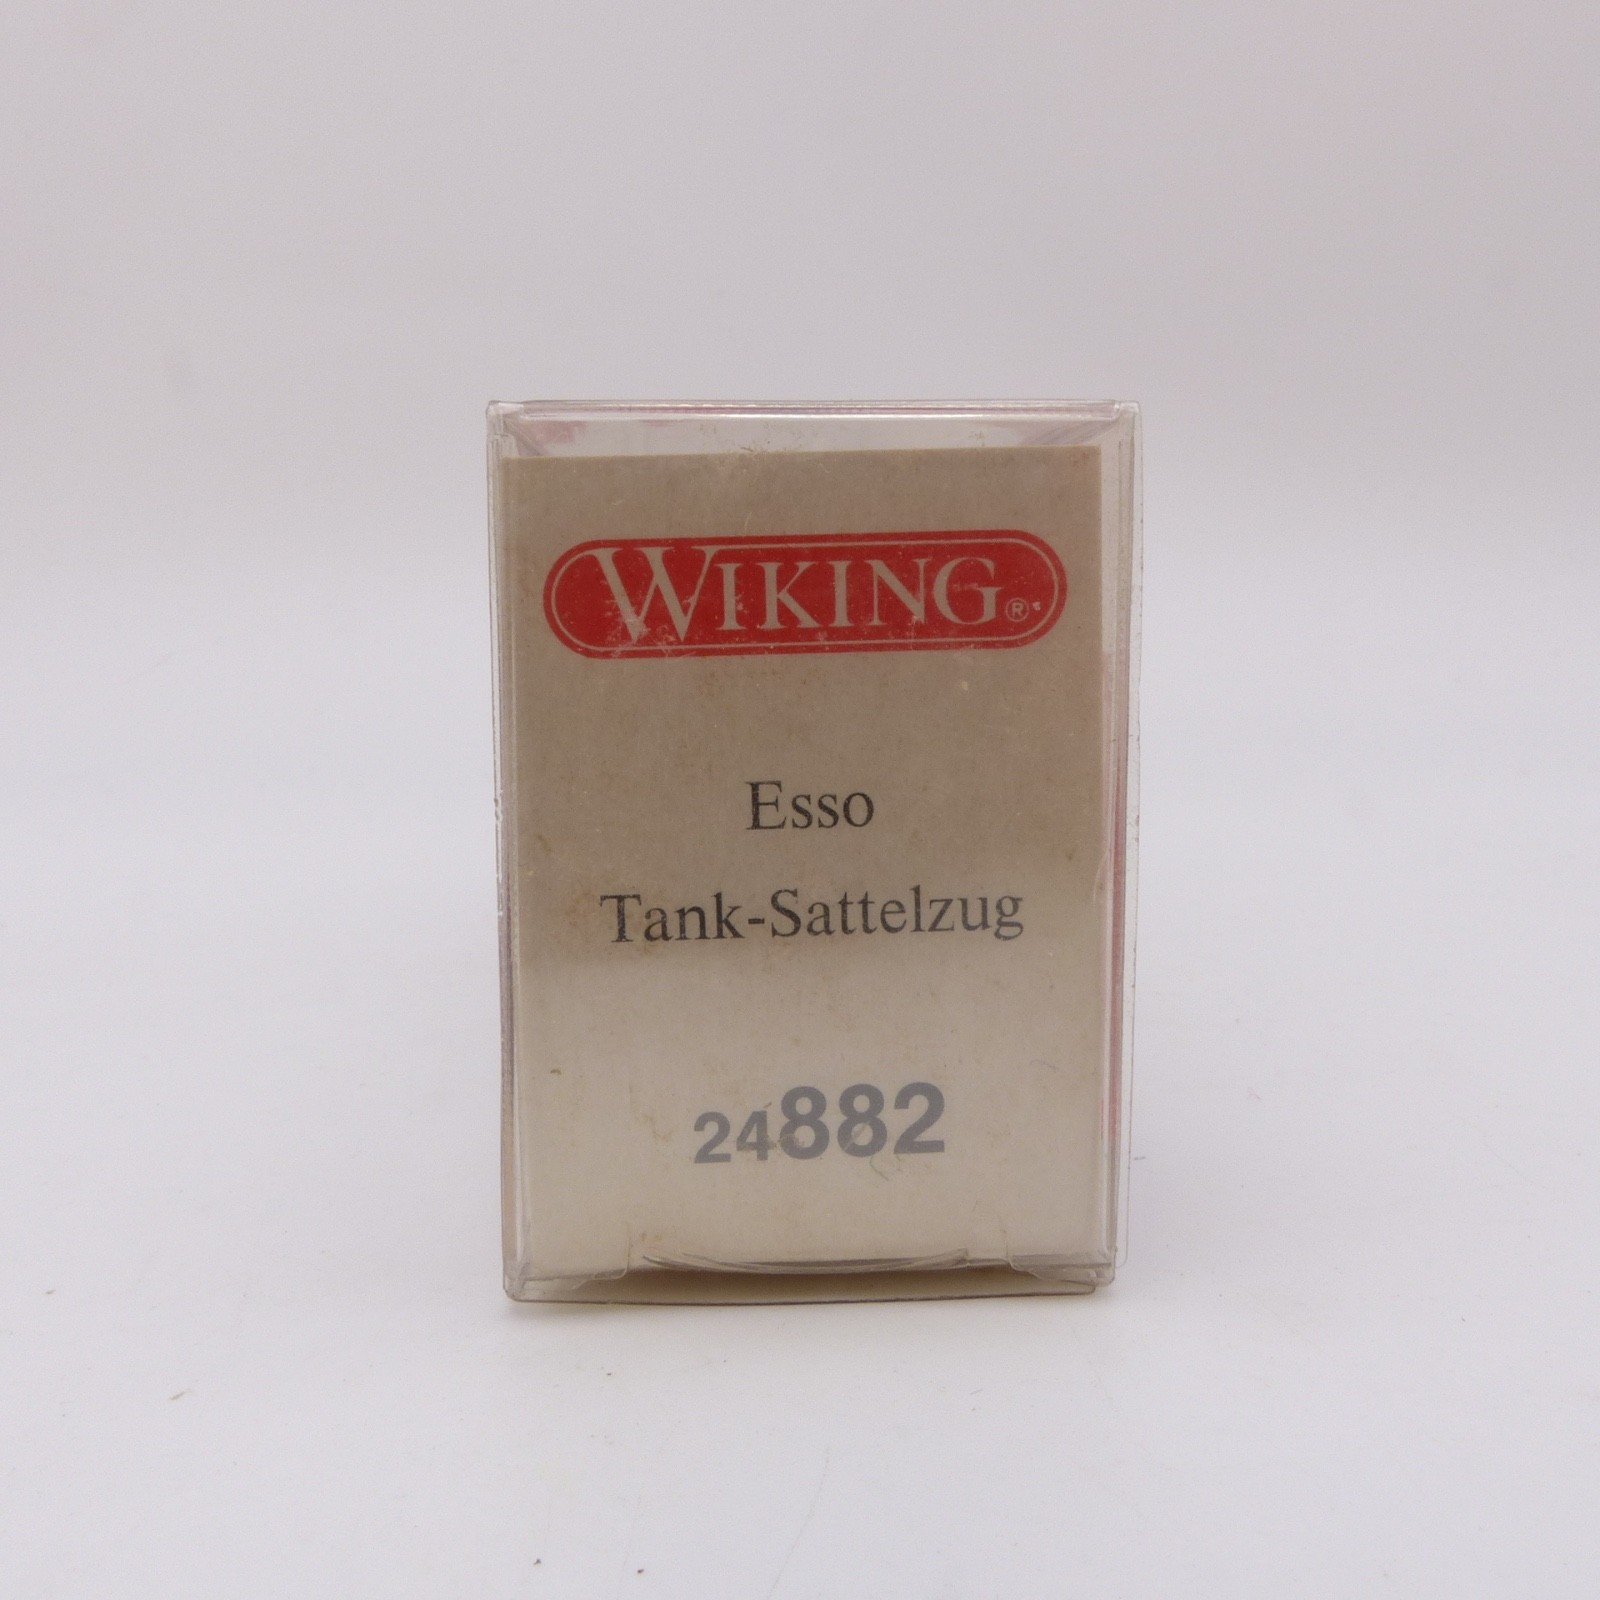 WIKING®
Esso
Tank-Sattelzug
24882